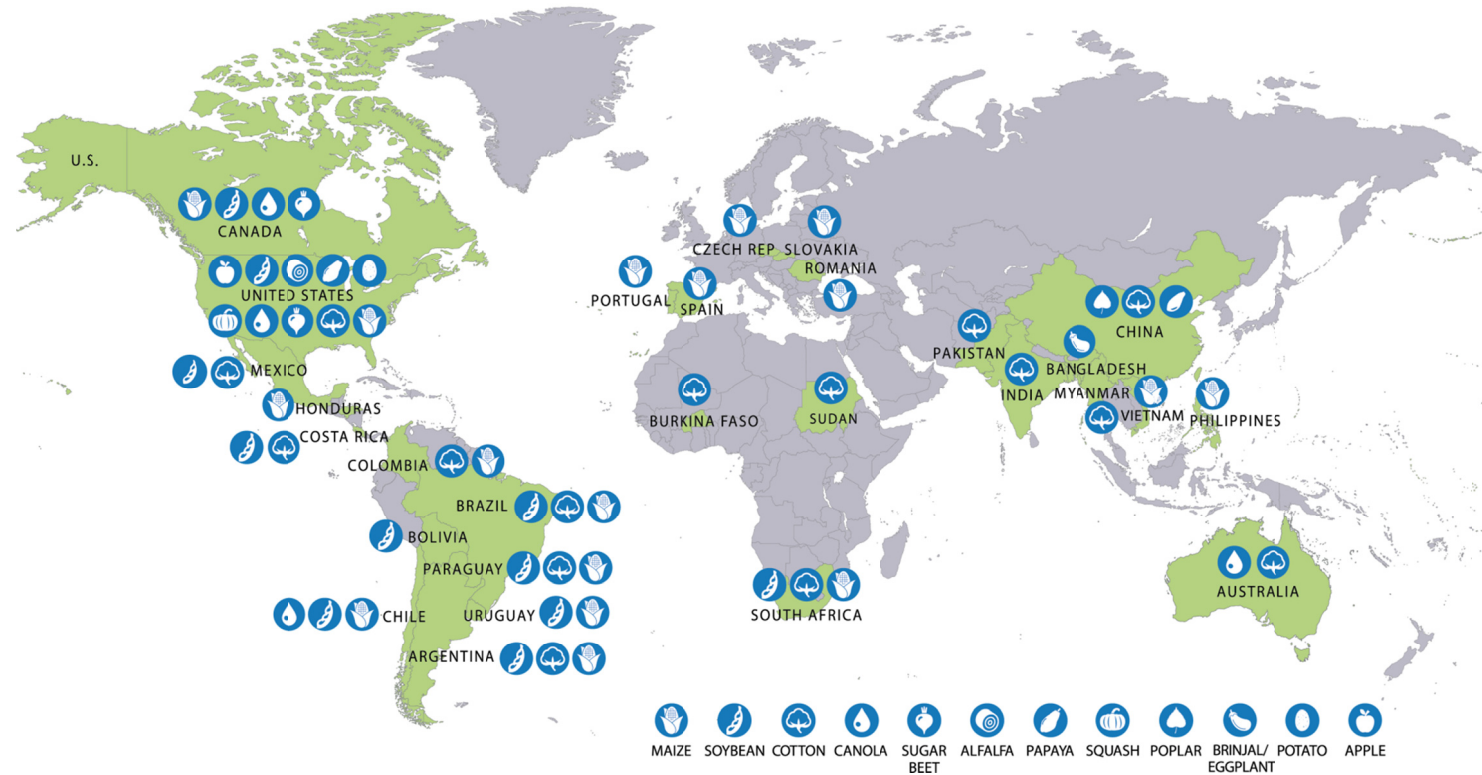 U.S.
CANADA
UNITED STATES
MEXICO
HONDURAS
COSTA RICA
COLOMBIA
BRAZIL
BOLIVIA
PARAGUAY
CHILE
URUGUAY
ARGENTINA
CZECH REP
SLOVAKIA
ROMANIA
PORTUGAL
SPAIN
BURKINA FASO
SUDAN
SOUTH AFRICA
CHINA
PAKISTAN
BANGLADESH
INDIA
MYANMAR
VIETNAM
PHILIPPINES
AUSTRALIA
MAIZE
SOYBEAN
COTTON
CANOLA
SUGAR
BEET
ALFALFA
PAPAYA
SQUASH
POPLAR
BRINJAL/
EGGPLANT
POTATO
APPLE